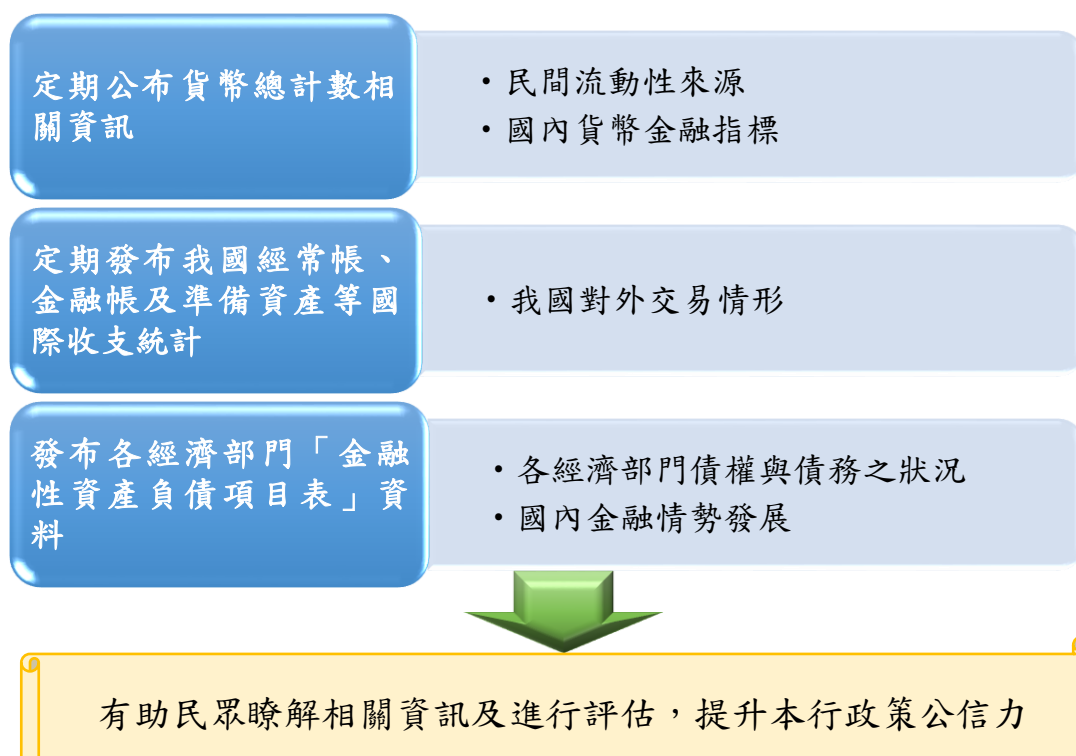 定期公布貨幣總計數相
關資訊
・民間流動性來源
・國內貨幣金融指標
定期發布我國經常帳、
金融帳及準備資產等國
際收支統計
・我國對外交易情形
發布各經濟部門「金融
性資產負債項目表」資
料
・各經濟部門債權與債務之狀況
・國內金融情勢發展
有助民眾瞭解相關資訊及進行評估，提升本行政策公信力